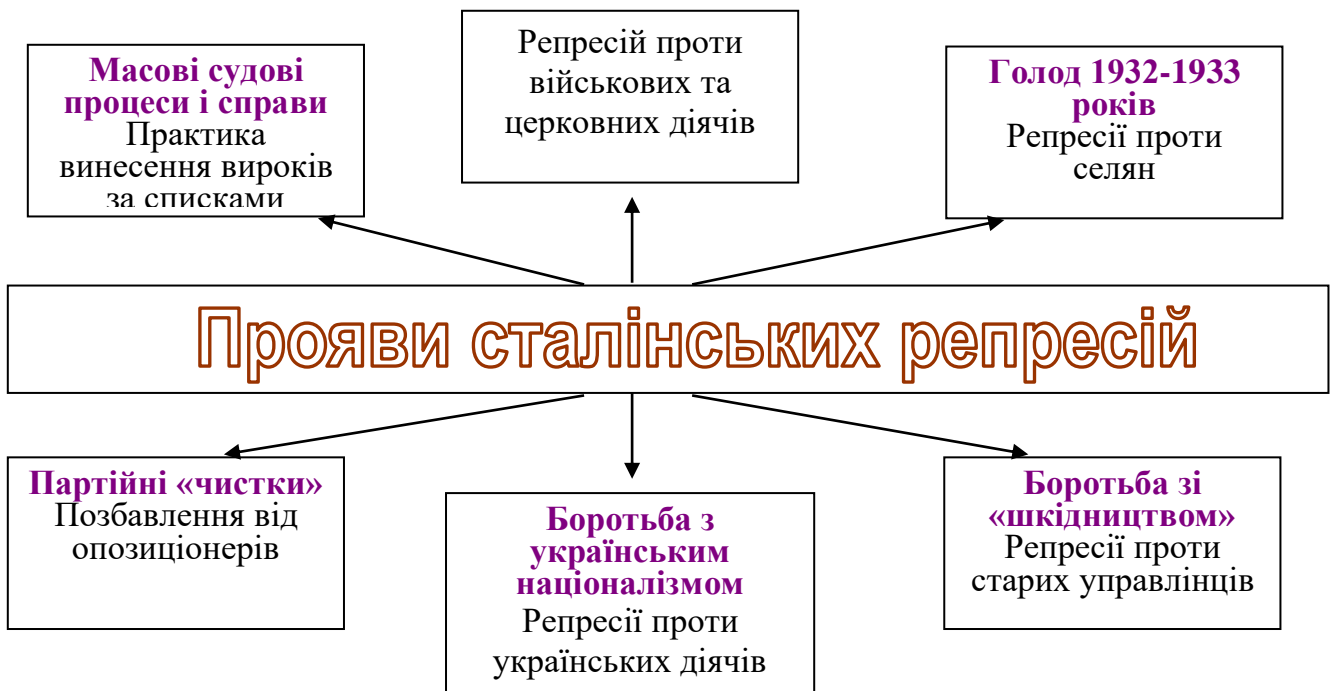 Масові судові
процеси і справи
Практика
винесення вироків
за списками
Репресій проти
військових та
церковних діячів
Голод 1932-1933
років
Репресії проти
селян
Прояви сталінських репресій
Партійні «чистки»
Позбавлення від
опозиціонерів
Боротьба з
українським
націоналізмом
Репресії проти
українських діячів
Боротьба зі
«шкідництвом»
Репресії проти
старих управлінців